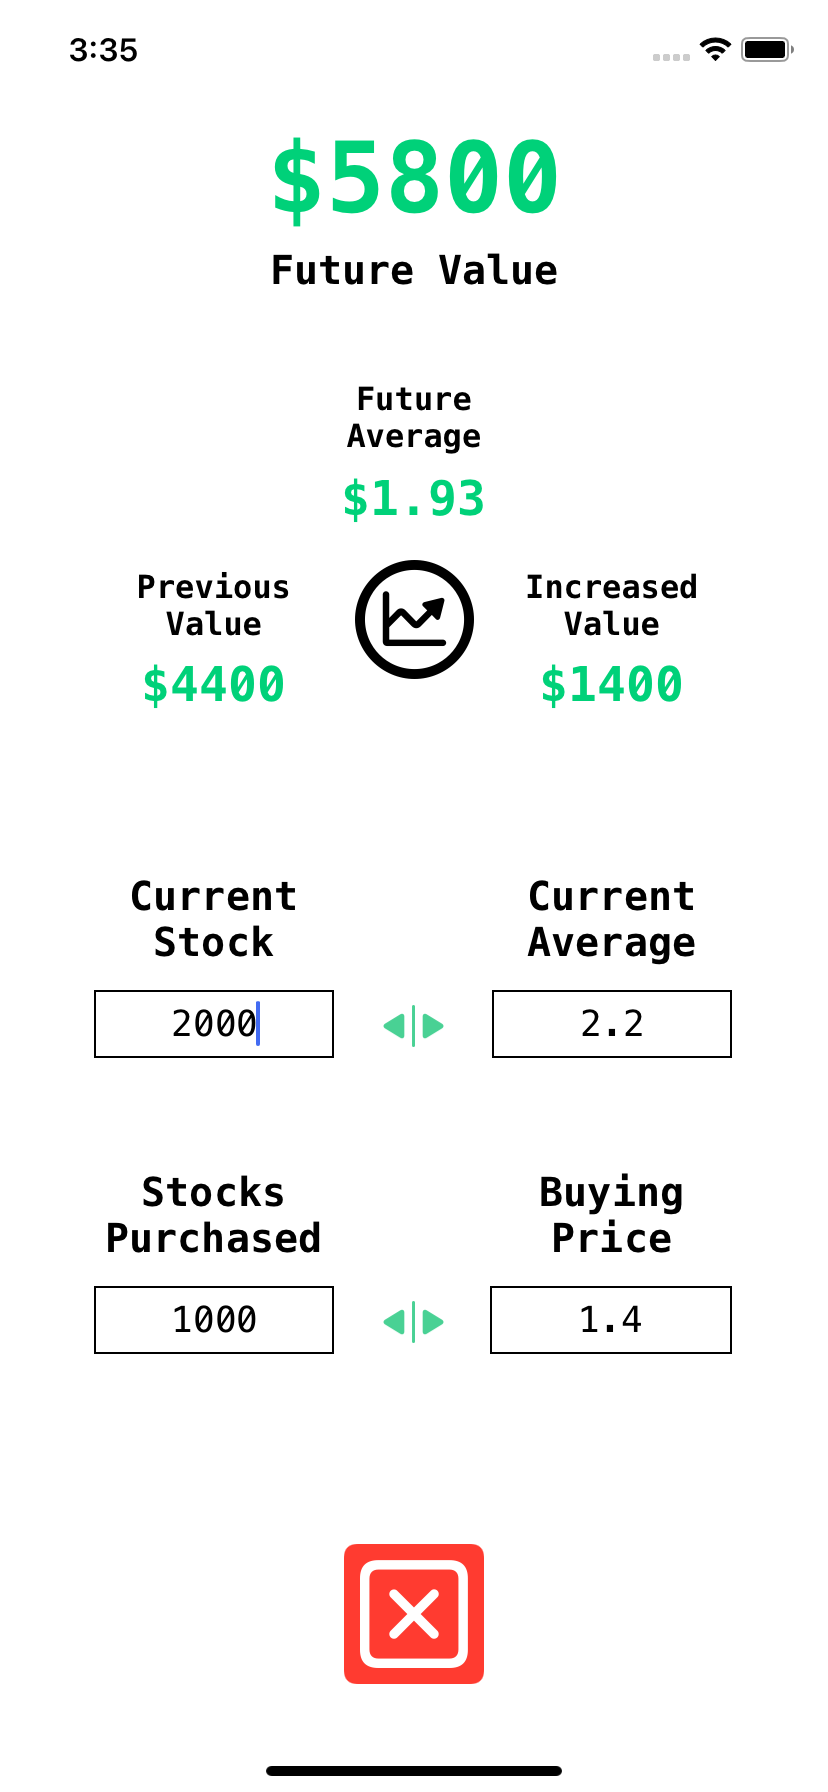 3:35
$5800
Future Value
Future
Average
$1.93
Previous
Value
$4400
Increased
Value
$1400
Current
Stock
2000
Current
Average
2.2
Stocks
Purchased
1000
Buying
Price
1.4